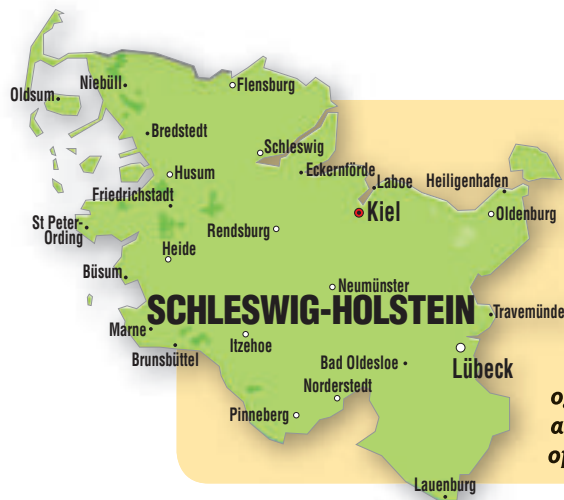 Niebüll
Flensburg
Oldsum
Bredstedt
Schleswig
Eckernförde
Husum
Laboe
Heiligenhafen
Friedrichstadt
Kiel
Oldenburg
St Peter-
Ording
Rendsburg
Heide
Büsum
Neumünster
SCHLESWIG-HOLSTEIN
Travemünde
Marne
Itzehoe
Brunsbüttel
Bad Oldesloe
Lübeck
Norderstedt
Pinneberg
Lauenburg